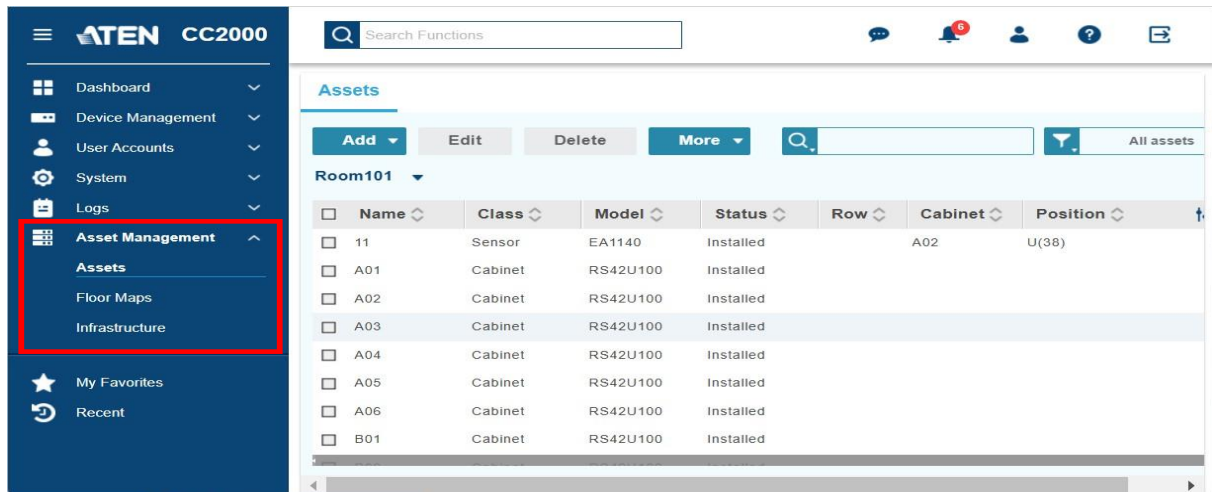 ATEN CC2000
Search Functions
6
Dashboard
Device Management
User Accounts
System
Logs
Asset Management
Assets
Floor Maps
Infrastructure
My Favorites
Recent
Assets
Add Edit Delete More All assets
Room101
Name Class Model Status Row Cabinet Position
11 Sensor EA1140 Installed A02 U(38)
A01 Cabinet RS42U100 Installed
A02 Cabinet RS42U100 Installed
A03 Cabinet RS42U100 Installed
A04 Cabinet RS42U100 Installed
A05 Cabinet RS42U100 Installed
A06 Cabinet RS42U100 Installed
B01 Cabinet RS42U100 Installed